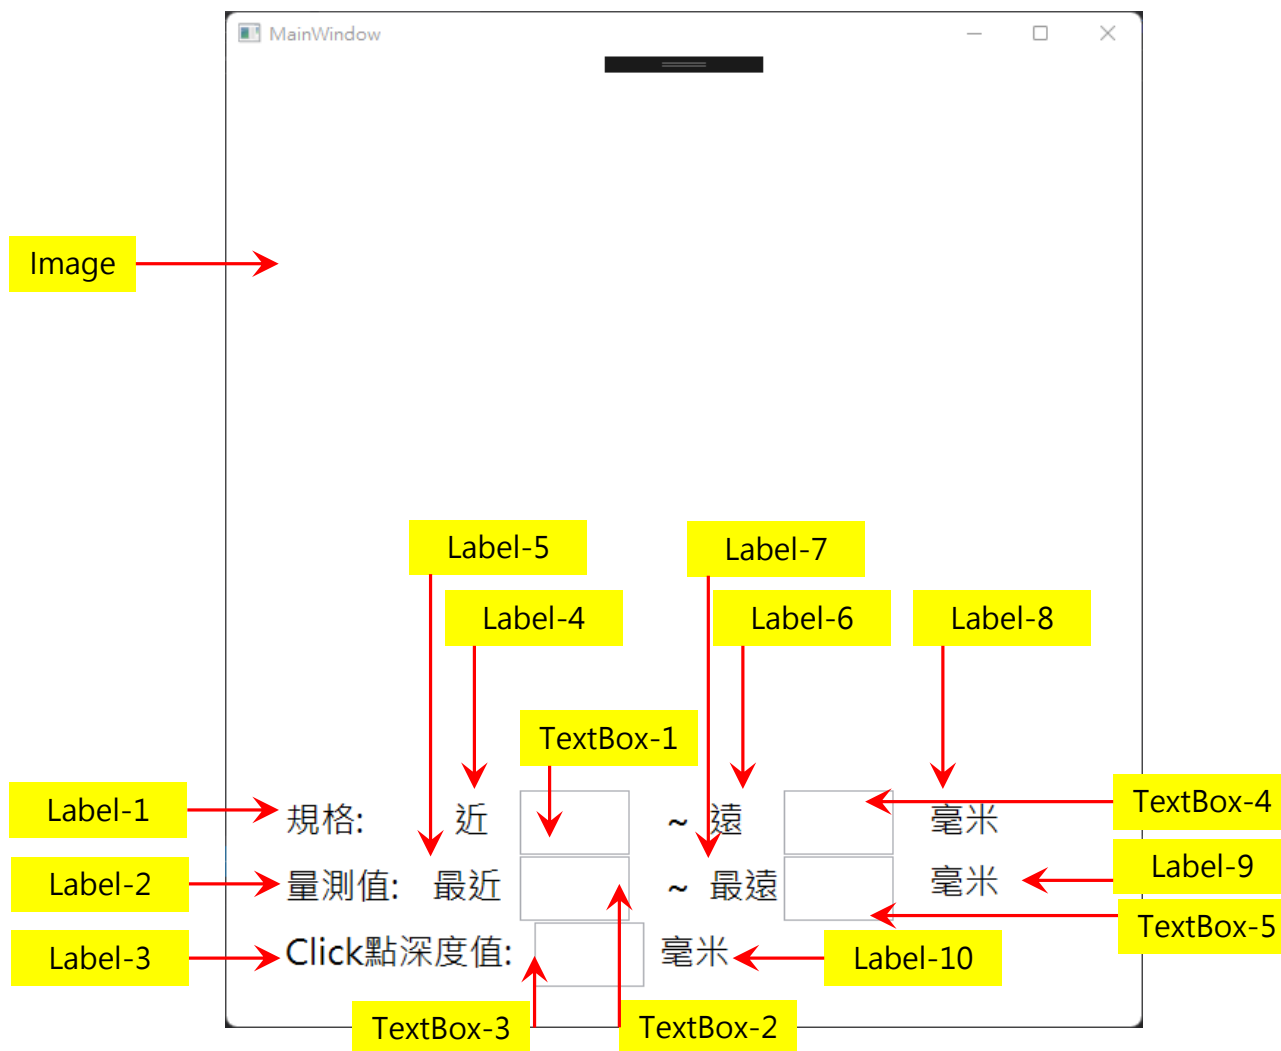 MainWindow
Image
Label-5
Label-7
Label-4
Label-6
Label-8
TextBox-1
Label-1
規格: 近 ~ 遠 毫米
TextBox-4
Label-2
量測值: 最近 ~ 最遠 毫米
Label-9
TextBox-5
Label-3
Click點深度值: 毫米
Label-10
TextBox-3
TextBox-2